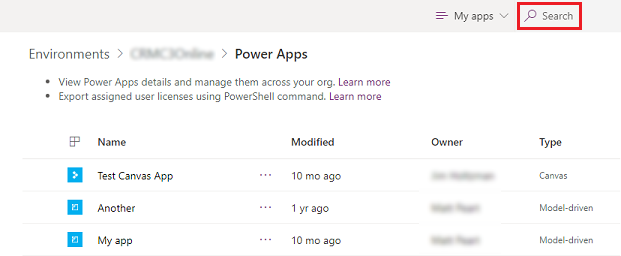 My apps Search
Environments > > Power Apps
• View Power Apps details and manage them across your org. Learn more
• Export assigned user licenses using PowerShell command. Learn more
Name Modified Owner Type
Test Canvas App ··· 10 mo ago Canvas
Another 1 yr ago Model-driven
My app ··· 10 mo ago Model-driven